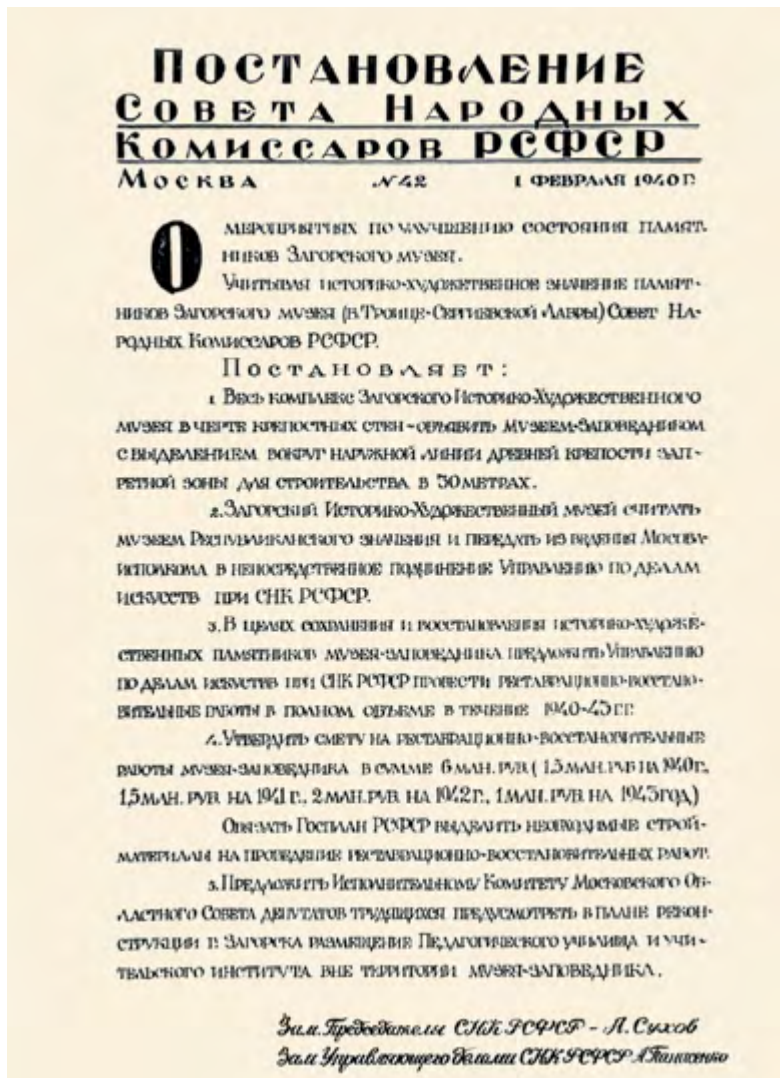 Постановление
Совета Народных
Комиссаров РСФСР
Москва №42 1 февраля 1940 г.
О мероприятиях по улучшению состояния памят-
ников Загорского музея.
Учитывая историко-художественное значение памят-
ников Загорского музея (в Троице-Сергиевской Лавры) Совет На-
родных Комиссаров РСФСР.
Постановляет:
1 Весь комплекс Загорского Историко-Художественного
музея в черте крепостных стен - объявить музеем-заповедником
с выделением вокруг наружной линии древней крепости зап-
ретной зоны для строительства в 50 метрах.
2. Загорский Историко-Художественный музей считать
музеем Республиканского значения и передать из ведения Мособл-
исполкома в непосредственное подчинение Управлению по делам
искусств при СНК РСФСР.
3. В целях сохранения и восстановления историко-художе-
ственных памятников музея-заповедника предложить Управлению
по делам искусств при СНК РСФСР провести реставрационно-восстано-
вительные работы в полном объеме в течение 1940-43 г.г.
4. Утвердить смету на реставрационно-восстановительные
работы музея-заповедника в сумме 6 млн. руб. ( 1,5 млн. руб на 1940 г.,
1,5 млн. руб. на 1941 г., 2 млн. руб. на 1942 г., 1 млн. руб. на 1943 год)
Обязать Госплан РСФСР выделить необходимые строй-
материалы на проведение реставрационно-восстановительных работ.
5. Предложить Исполнительному Комитету Московского Об-
ластного Совета депутатов трудящихся предусмотреть в плане рекон-
струкции г. Загорска размещение Педагогического училища и учи-
тельского института вне территории музея-заповедника.
Зам. Председателя СНК РСФСР - А. Сухов
Зам Управляющего делами СНК РСФСР